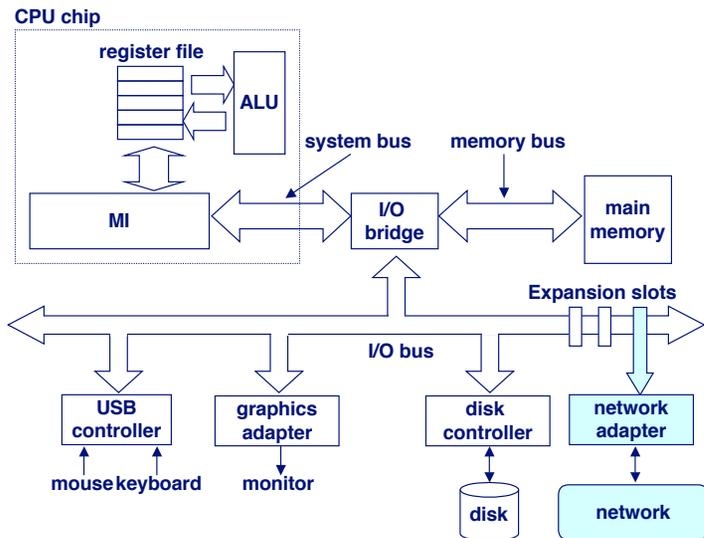 CPU chip
register file
ALU
system bus
memory bus
MI
I/O
bridge
main
memory
Expansion slots
I/O bus
USB
controller
graphics
adapter
disk
controller
network
adapter
mouse
keyboard
monitor
disk
network